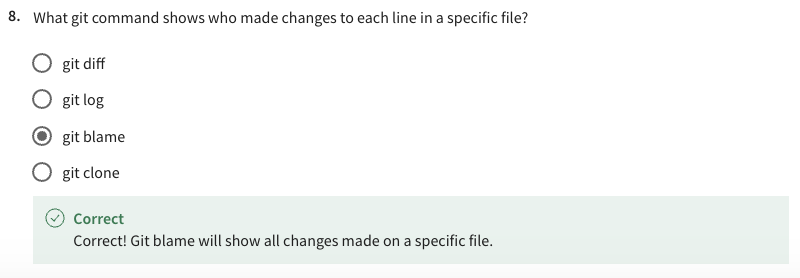 8. What git command shows who made changes to each line in a specific file?
git diff
git log
git blame
git clone
Correct
Correct! Git blame will show all changes made on a specific file.